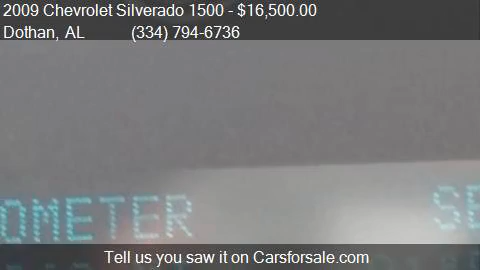 2009 Chevrolet Silverado 1500 - $16,500.00
Dothan, AL (334) 794-6736
OMETER SE
Tell us you saw it on Carsforsale.com